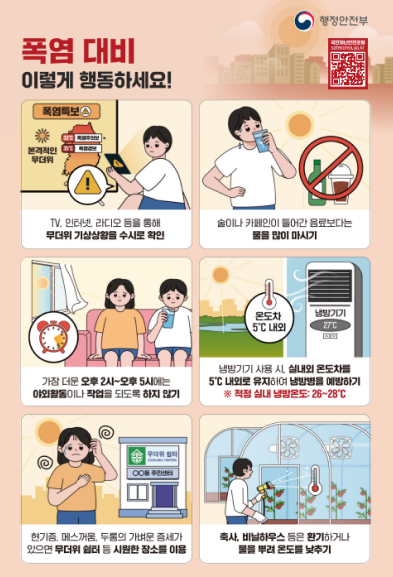 행정안전부
폭염 대비
이렇게 행동하세요!
국민재난안전포털
폭염특보
본격적인
무더위
33℃ 폭염주의보
35℃ 폭염경보
TV, 인터넷, 라디오 등을 통해
무더위 기상상황을 수시로 확인
술이나 카페인이 들어간 음료보다는
물을 많이 마시기
가장 더운 오후 2시~오후 5시에는
야외활동이나 작업을 되도록 하지 않기
온도차
5℃ 내외
냉방기기
27℃
냉방기기 사용 시, 실내외 온도차를
5℃ 내외로 유지하여 냉방병을 예방하기
※ 적정 실내 냉방온도: 26~28℃
무더위 쉼터
○○동 주민센터
현기증, 메스꺼움, 두통의 가벼운 증세가
있으면 무더위 쉼터 등 시원한 장소를 이용
축사, 비닐하우스 등은 환기하거나
물을 뿌려 온도를 낮추기